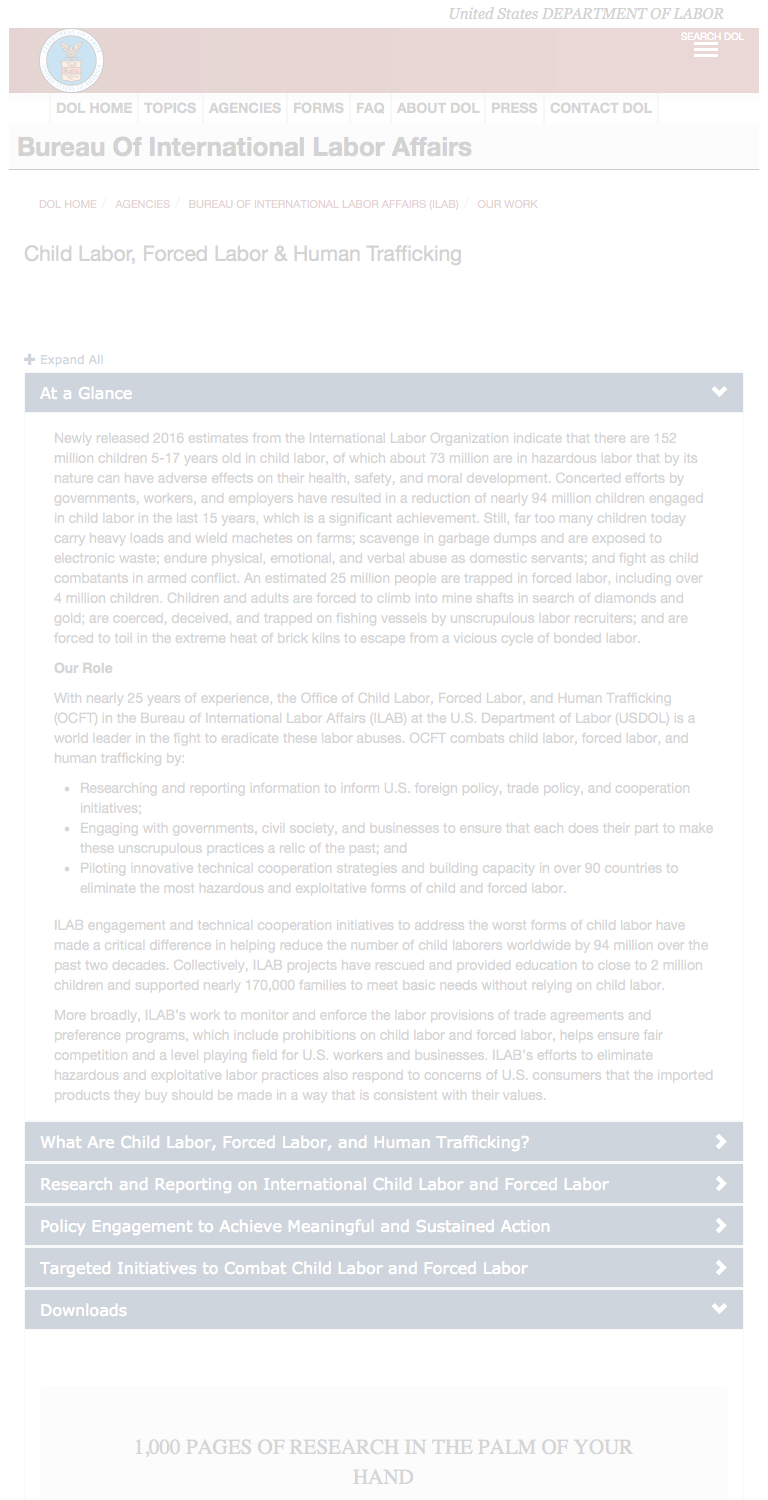 United States DEPARTMENT OF LABOR
SEARCH DOL
DOL HOME TOPICS AGENCIES FORMS FAQ ABOUT DOL PRESS CONTACT DOL
Bureau Of International Labor Affairs
DOL HOME / AGENCIES / BUREAU OF INTERNATIONAL LABOR AFFAIRS (ILAB) / OUR WORK
Child Labor, Forced Labor & Human Trafficking
Expand All
At a Glance
Newly released 2016 estimates from the International Labor Organization indicate that there are 152
million children 5-17 years old in child labor, of which about 73 million are in hazardous labor that by its
nature can have adverse effects on their health, safety, and moral development. Concerted efforts by
governments, workers, and employers have resulted in a reduction of nearly 94 million children engaged
in child labor in the last 15 years, which is a significant achievement. Still, far too many children today
carry heavy loads and wield machetes on farms; scavenge in garbage dumps and are exposed to
electronic waste; endure physical, emotional, and verbal abuse as domestic servants; and fight as child
combatants in armed conflict. An estimated 25 million people are trapped in forced labor, including over
4 million children. Children and adults are forced to climb into mine shafts in search of diamonds and
gold; are coerced, deceived, and trapped on fishing vessels by unscrupulous labor recruiters; and are
forced to toil in the extreme heat of brick kilns to escape from a vicious cycle of bonded labor.
Our Role
With nearly 25 years of experience, the Office of Child Labor, Forced Labor, and Human Trafficking
(OCFT) in the Bureau of International Labor Affairs (ILAB) at the U.S. Department of Labor (USDOL) is a
world leader in the fight to eradicate these labor abuses. OCFT combats child labor, forced labor, and
human trafficking by:
• Researching and reporting information to inform U.S. foreign policy, trade policy, and cooperation
initiatives;
• Engaging with governments, civil society, and businesses to ensure that each does their part to make
these unscrupulous practices a relic of the past; and
• Piloting innovative technical cooperation strategies and building capacity in over 90 countries to
eliminate the most hazardous and exploitative forms of child and forced labor.
ILAB engagement and technical cooperation initiatives to address the worst forms of child labor have
made a critical difference in helping reduce the number of child laborers worldwide by 94 million over the
past two decades. Collectively, ILAB projects have rescued and provided education to close to 2 million
children and supported nearly 170,000 families to meet basic needs without relying on child labor.
More broadly, ILAB's work to monitor and enforce the labor provisions of trade agreements and
preference programs, which include prohibitions on child labor and forced labor, helps ensure fair
competition and a level playing field for U.S. workers and businesses. ILAB's efforts to eliminate
hazardous and exploitative labor practices also respond to concerns of U.S. consumers that the imported
products they buy should be made in a way that is consistent with their values.
What Are Child Labor, Forced Labor, and Human Trafficking?
Research and Reporting on International Child Labor and Forced Labor
Policy Engagement to Achieve Meaningful and Sustained Action
Targeted Initiatives to Combat Child Labor and Forced Labor
Downloads
1,000 PAGES OF RESEARCH IN THE PALM OF YOUR
HAND